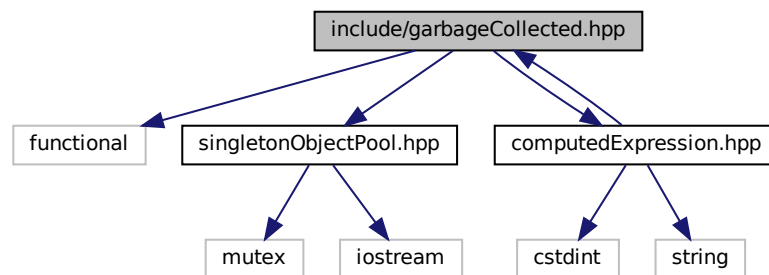 include/garbageCollected.hpp
functional
singletonObjectPool.hpp
computedExpression.hpp
mutex
iostream
cstdint
string